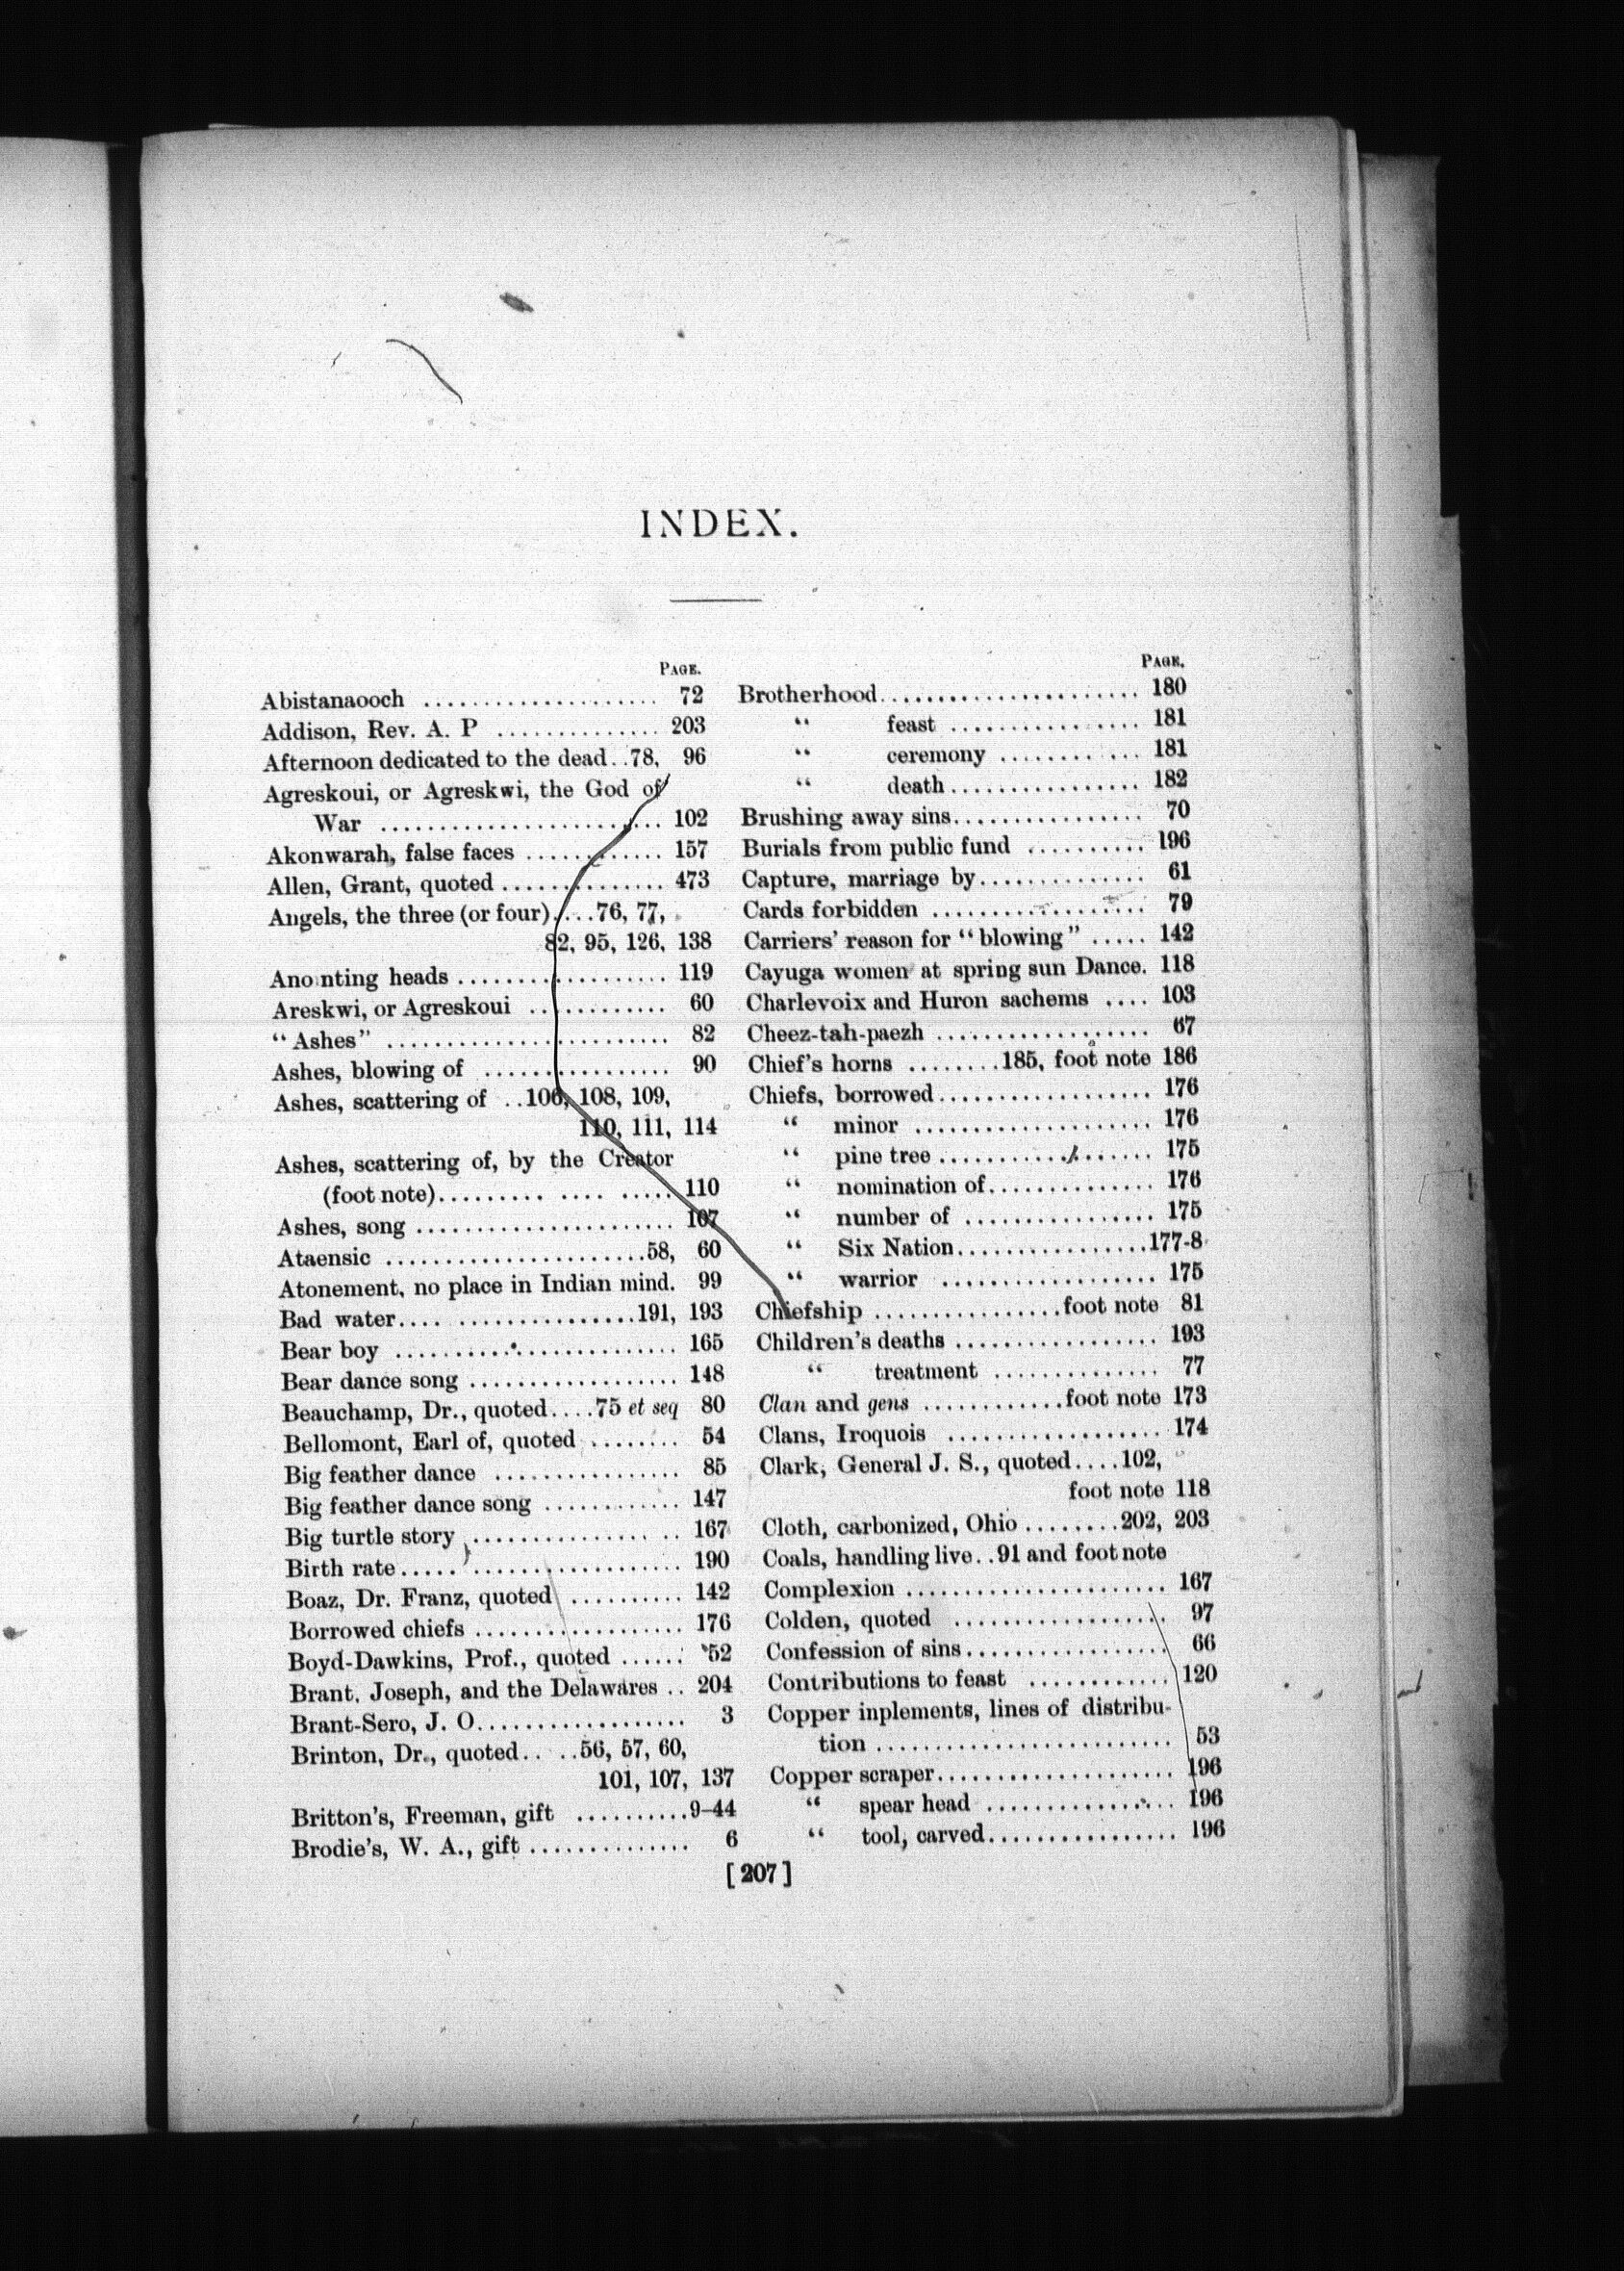 INDEX.
PAGE.
Abistanaooch .................... 72
Addison, Rev. A. P .............. 203
Afternoon dedicated to the dead..78, 96
Agreskoui, or Agreskwi, the God of
War ........................ 102
Akonwarah, false faces ............ 157
Allen, Grant, quoted .............. 473
Angels, the three (or four)....76, 77,
82, 95, 126, 138
Anointing heads .................. 119
Areskwi, or Agreskoui ............ 60
“Ashes” ........................ 82
Ashes, blowing of ................ 90
Ashes, scattering of ..106, 108, 109,
110, 111, 114
Ashes, scattering of, by the Creator
(foot note)......... .... ..... 110
Ashes, song ...................... 107
Ataensic ......................58, 60
Atonement, no place in Indian mind. 99
Bad water.... ................191, 193
Bear boy ........................ 165
Bear dance song .................. 148
Beauchamp, Dr., quoted....75 et seq 80
Bellomont, Earl of, quoted ........ 54
Big feather dance ................ 85
Big feather dance song ............ 147
Big turtle story ................ .. 167
Birth rate..... .................. 190
Boaz, Dr. Franz, quoted .......... 142
Borrowed chiefs .................. 176
Boyd-Dawkins, Prof., quoted ...... 52
Brant, Joseph, and the Delawares .. 204
Brant-Sero, J. O.................. 3
Brinton, Dr., quoted.. ..56, 57, 60,
101, 107, 137
Britton's, Freeman, gift ..........9–44
Brodie's, W. A., gift .............. 6
PAGE.
Brotherhood...................... 180
“ feast ................ 181
“ ceremony ........ ... 181
“ death................ 182
Brushing away sins................ 70
Burials from public fund .......... 196
Capture, marriage by.............. 61
Cards forbidden .................. 79
Carriers' reason for “blowing” ..... 142
Cayuga women at spring sun Dance. 118
Charlevoix and Huron sachems .... 103
Cheez-tah-paezh .................. 67
Chief's horns ........185, foot note 186
Chiefs, borrowed.................. 176
“ minor .................... 176
“ pine tree .................. 175
“ nomination of.............. 176
“ number of ................ 175
“ Six Nation................177-8
“ warrior .................. 175
Chiefship ................foot note 81
Children's deaths .................. 193
“ treatment .............. 77
Clan and gens ............foot note 173
Clans, Iroquois .................. 174
Clark, General J. S., quoted....102,
foot note 118
Cloth, carbonized, Ohio ........202, 203
Coals, handling live..91 and foot note
Complexion ...................... 167
Colden, quoted .................. 97
Confession of sins.................. 66
Contributions to feast ............ 120
Copper inplements, lines of distribu-
tion .......................... 53
Copper scraper.................... 196
“ spear head ................ 196
“ tool, carved................ 196
[207]